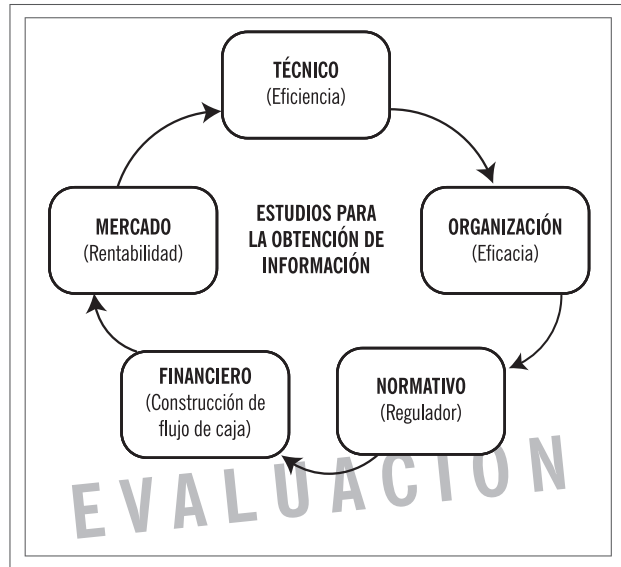 TÉCNICO
(Eficiencia)
MERCADO
(Rentabilidad)
ESTUDIOS PARA
LA OBTENCIÓN DE
INFORMACIÓN
ORGANIZACIÓN
(Eficacia)
FINANCIERO
(Construcción de
flujo de caja)
NORMATIVO
(Regulador)
EVALUACION